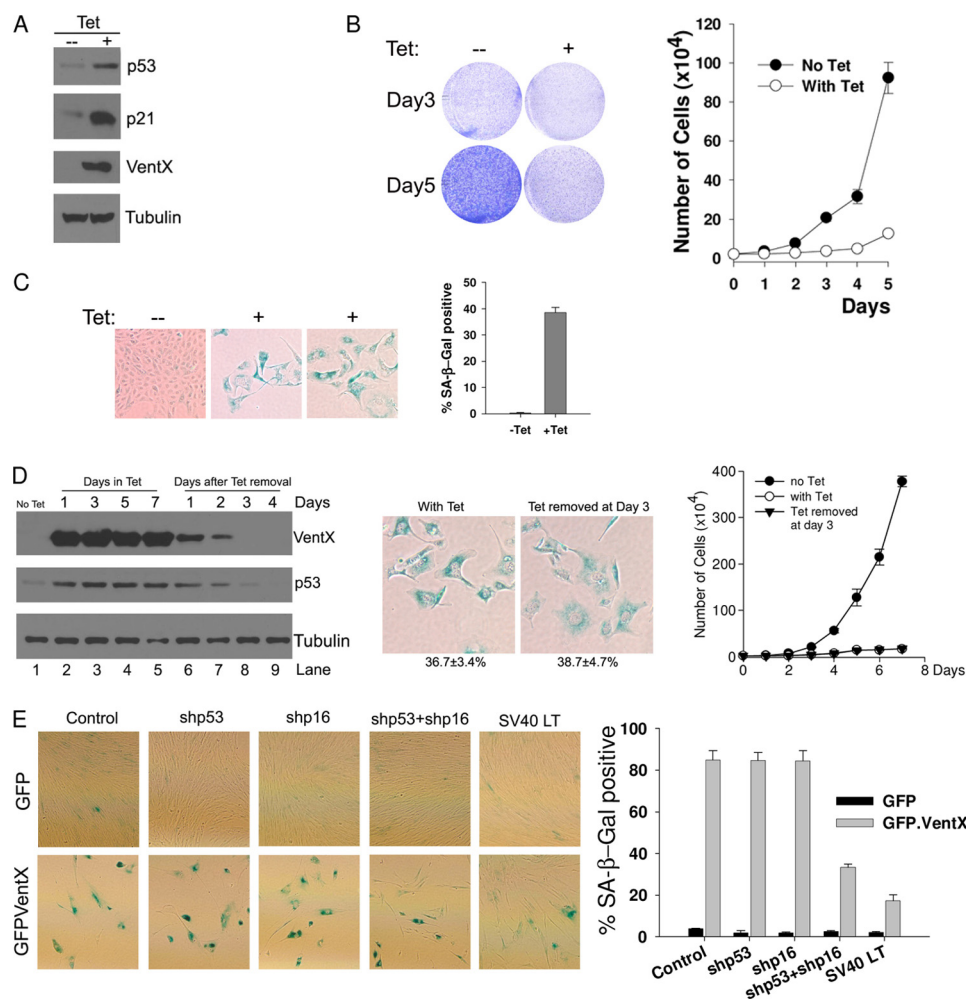 A
Tet
-- +
p53
p21
VentX
Tubulin
B
Tet: -- +
Day3
Day5
Number of Cells (x10⁴)
120
100
80
60
40
20
0
No Tet
With Tet
0 1 2 3 4 5
Days
C
Tet: -- + +
% SA-β–Gal positive
50
40
30
20
10
0
-Tet +Tet
D
No Tet
Days in Tet
Days after Tet removal
1 3 5 7 1 2 3 4 Days
VentX
p53
Tubulin
1 2 3 4 5 6 7 8 9 Lane
With Tet
Tet removed at Day 3
36.7±3.4%
38.7±4.7%
Number of Cells (x10⁴)
400
300
200
100
0
no Tet
with Tet
Tet removed
at day 3
0 2 4 6 8 Days
E
Control shp53 shp16 shp53+shp16 SV40 LT
GFP
GFPVentX
% SA-β–Gal positive
100
80
60
40
20
0
GFP
GFP.VentX
Control
shp53
shp16
shp53+shp16
SV40 LT